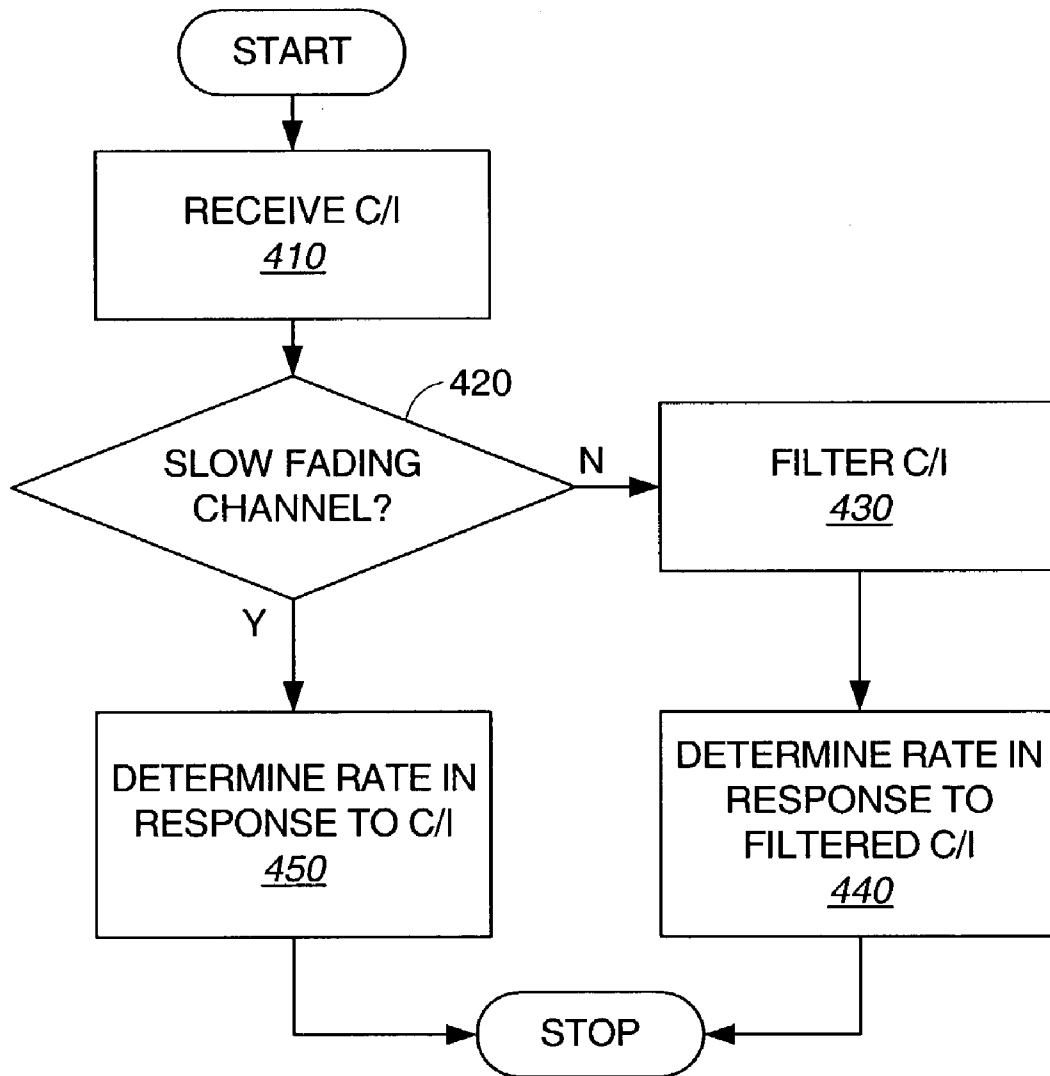 START
RECEIVE C/I
410
420
SLOW FADING
CHANNEL?
N
Y
FILTER C/I
430
DETERMINE RATE IN
RESPONSE TO C/I
450
DETERMINE RATE IN
RESPONSE TO
FILTERED C/I
440
STOP